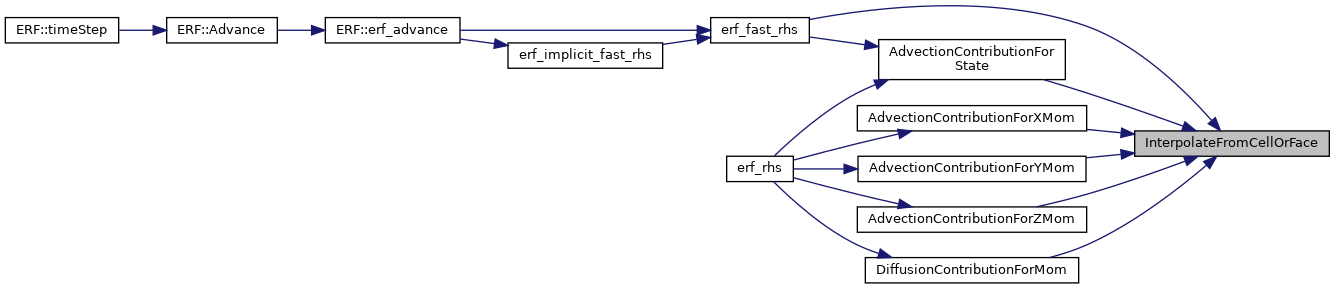 ERF::timeStep
ERF::Advance
ERF::erf_advance
erf_implicit_fast_rhs
erf_fast_rhs
erf_rhs
AdvectionContributionFor
State
AdvectionContributionForXMom
AdvectionContributionForYMom
AdvectionContributionForZMom
DiffusionContributionForMom
InterpolateFromCellOrFace